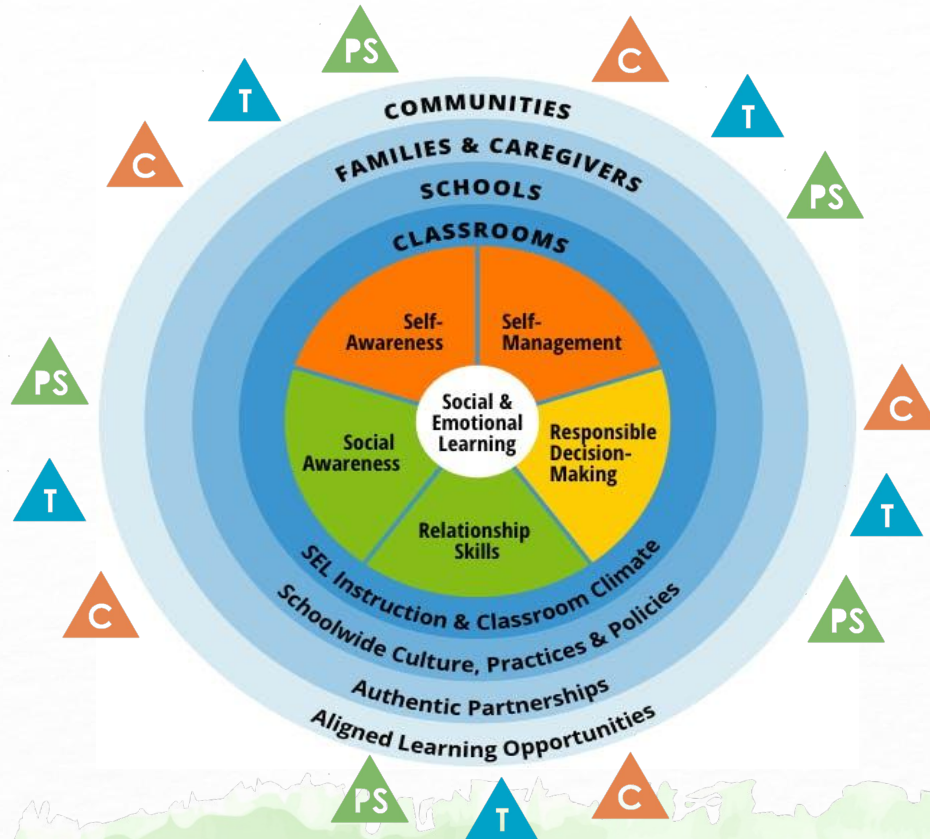 PS
C
T
T
C
PS
COMMUNITIES
FAMILIES & CAREGIVERS
SCHOOLS
CLASSROOMS
Self-
Awareness
Self-
Management
Social &
Emotional
Learning
Social
Awareness
Responsible
Decision-
Making
Relationship
Skills
PS
C
T
T
C
PS
SEL Instruction & Classroom Climate
Schoolwide Culture, Practices & Policies
Authentic Partnerships
Aligned Learning Opportunities
PS
T
C